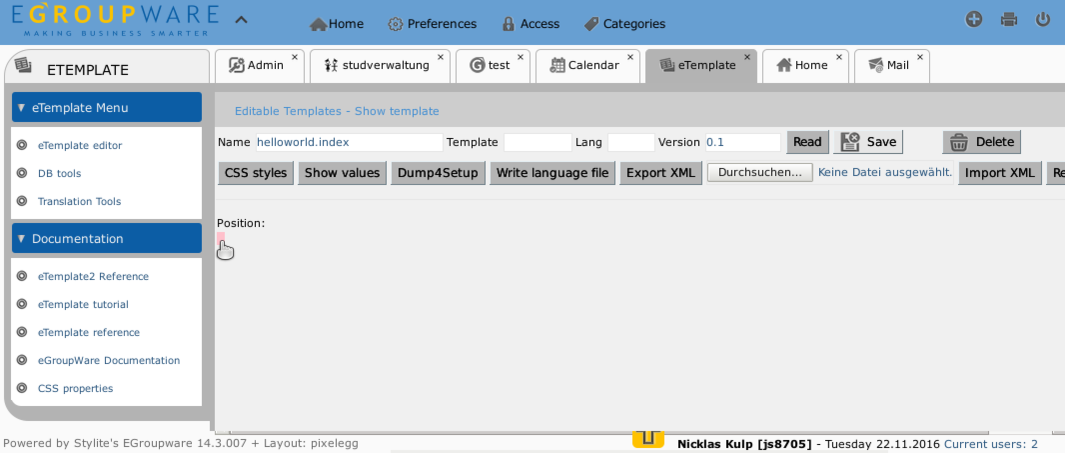 EGROUPWARE
MAKING BUSINESS SMARTER
Home Preferences Access Categories
ETEMPLATE
Admin × studverwaltung × test × Calendar × eTemplate × Home × Mail ×
eTemplate Menu
eTemplate editor
DB tools
Translation Tools
Documentation
eTemplate2 Reference
eTemplate tutorial
eTemplate reference
eGroupWare Documentation
CSS properties
Editable Templates - Show template
Name helloworld.index Template Lang Version 0.1 Read Save Delete
CSS styles Show values Dump4Setup Write language file Export XML Durchsuchen... Keine Datei ausgewählt. Import XML Re
Position:
Powered by Stylite's EGroupware 14.3.007 + Layout: pixelegg
Nicklas Kulp [js8705] - Tuesday 22.11.2016 Current users: 2